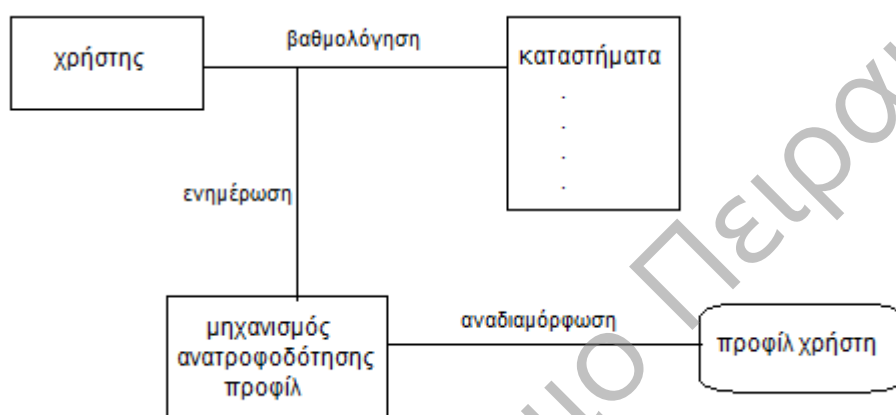 χρήστης
βαθμολόγηση
καταστήματα
.
.
.
.
ενημέρωση
μηχανισμός
ανατροφοδότησης
προφίλ
αναδιαμόρφωση
προφίλ χρήστη